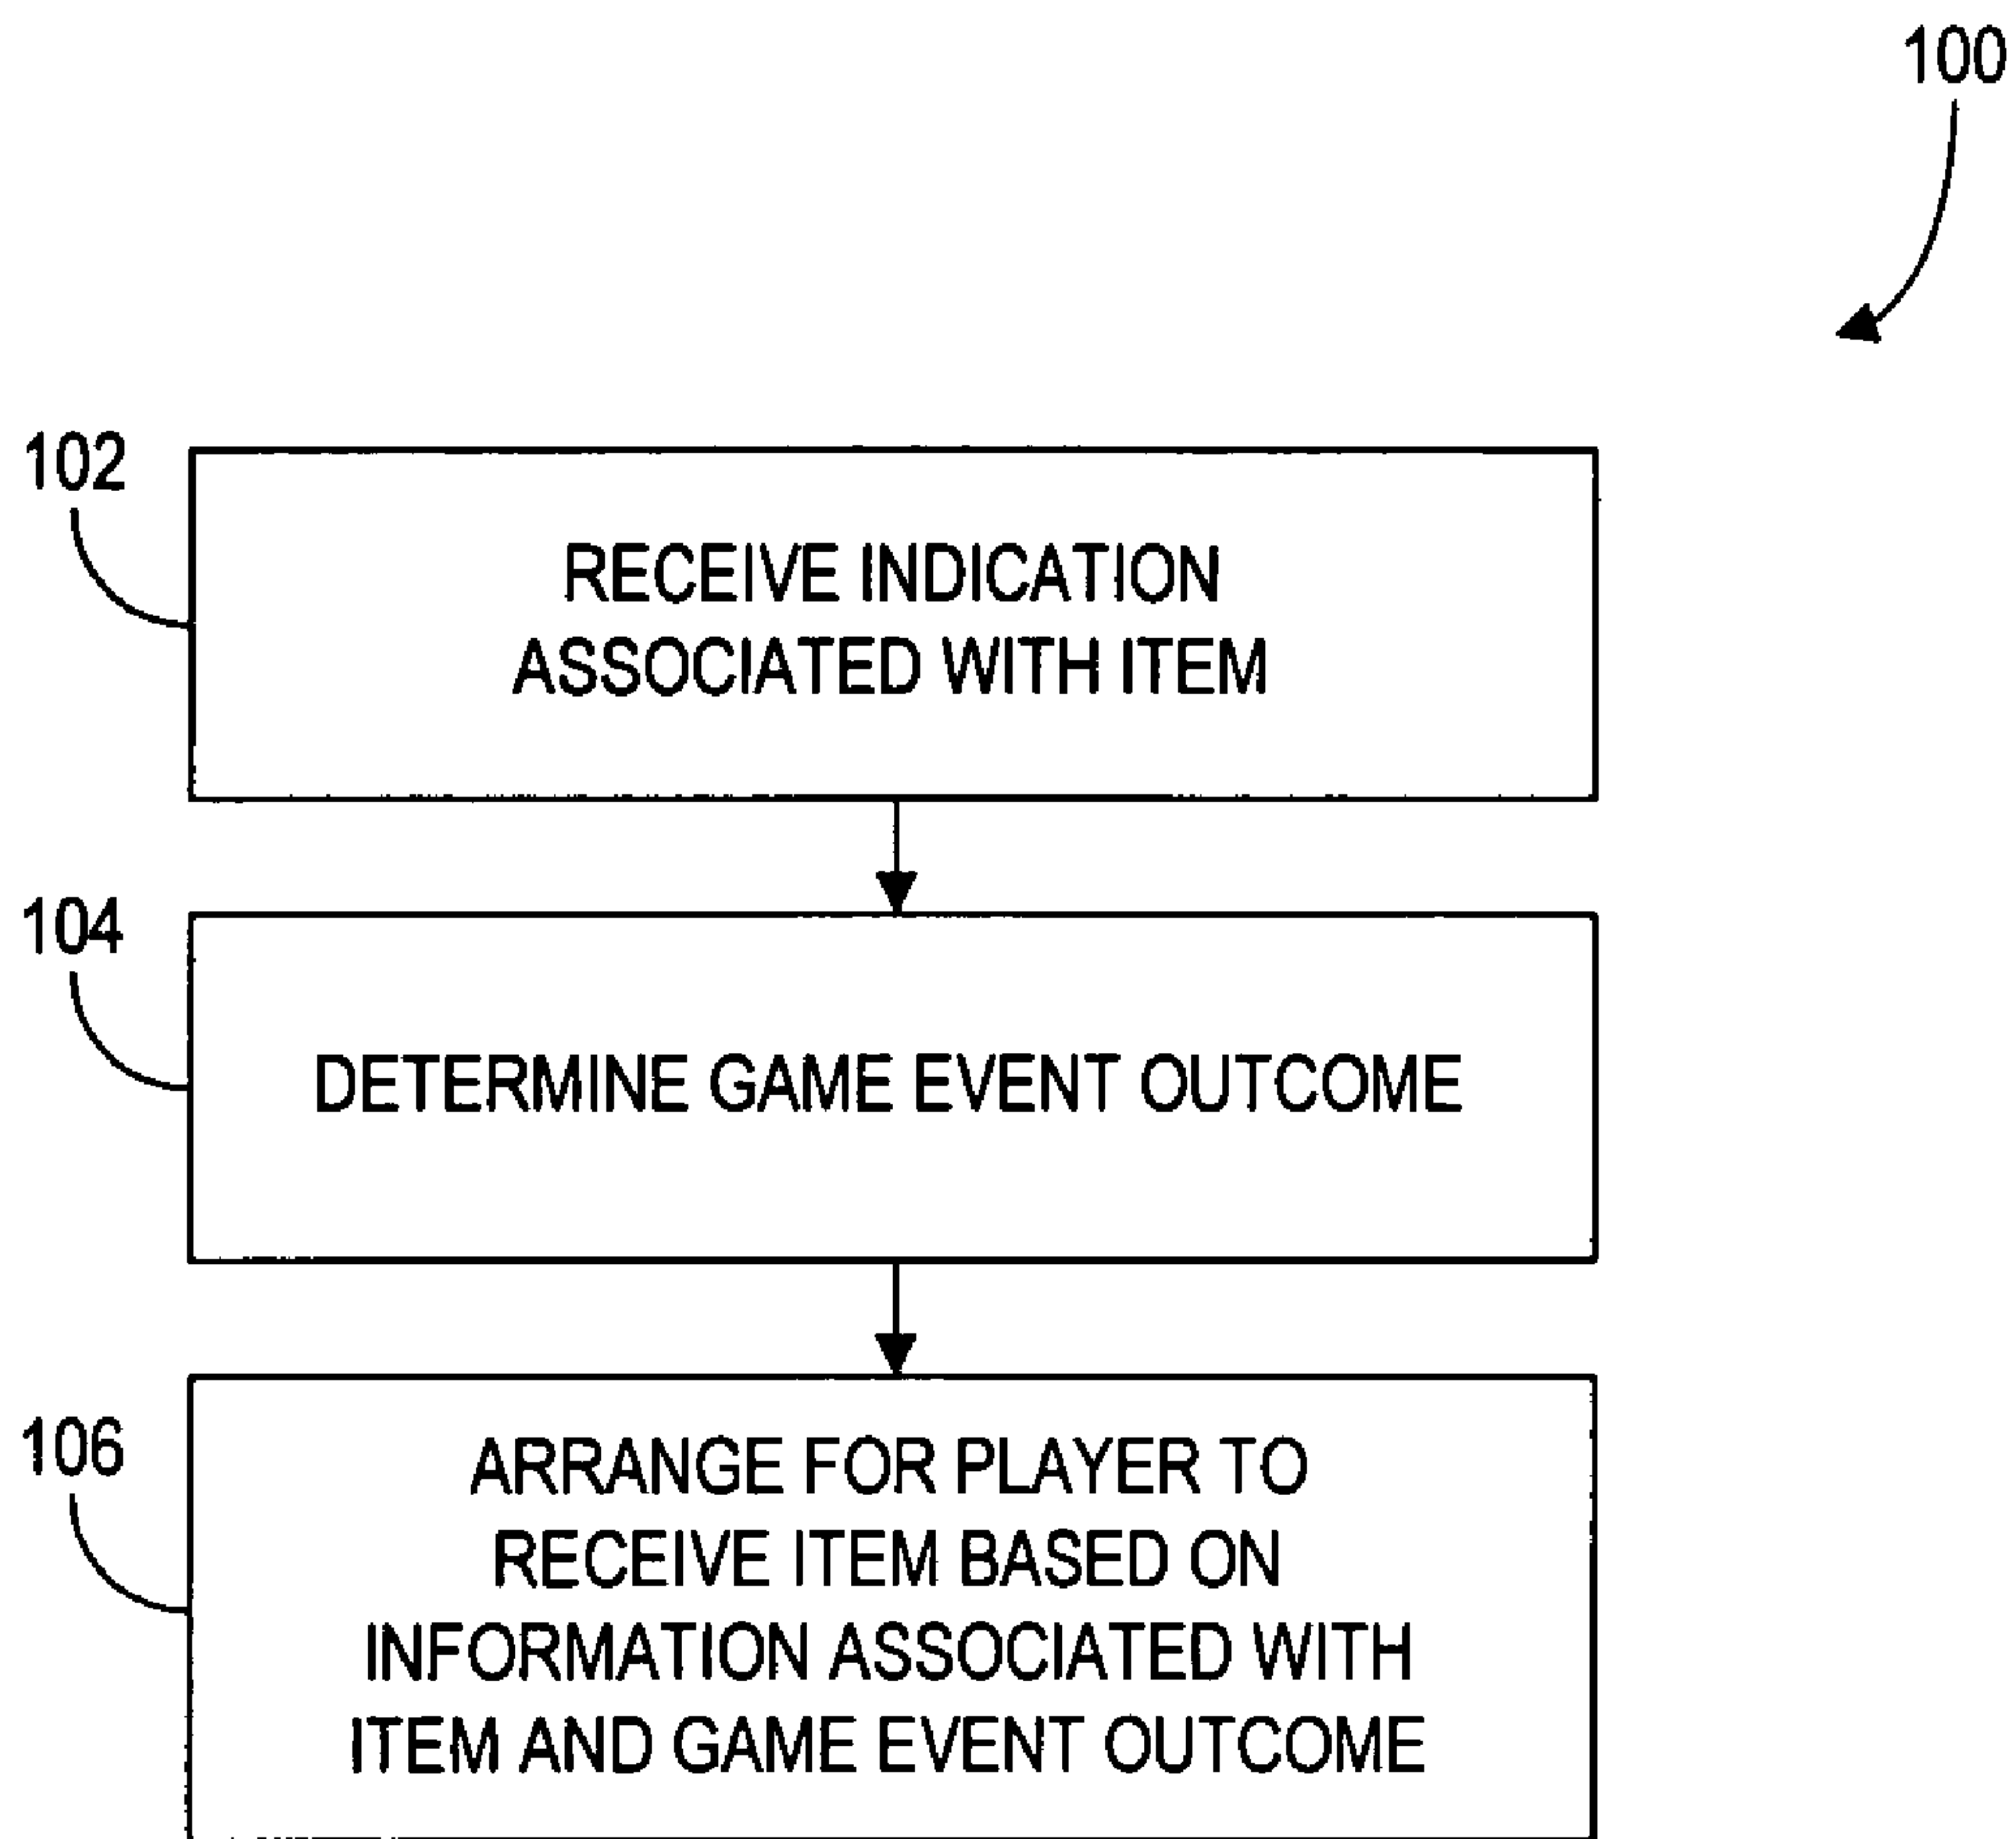 100
102
RECEIVE INDICATION
ASSOCIATED WITH ITEM
104
DETERMINE GAME EVENT OUTCOME
106
ARRANGE FOR PLAYER TO
RECEIVE ITEM BASED ON
INFORMATION ASSOCIATED WITH
ITEM AND GAME EVENT OUTCOME